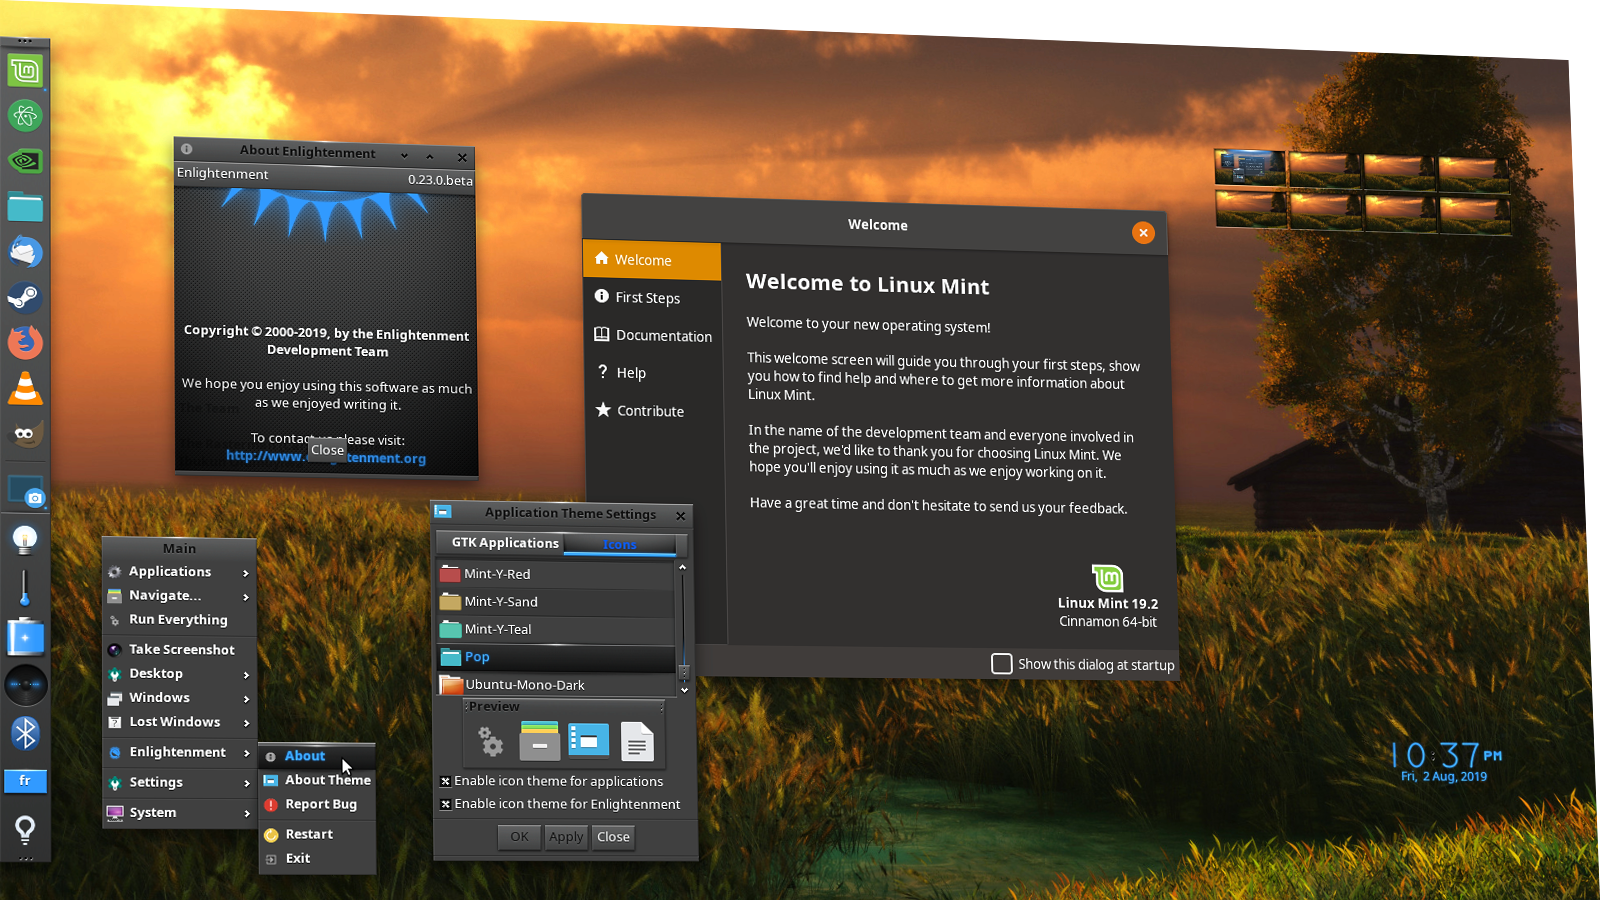 About Enlightenment
Enlightenment
0.23.0.beta
Copyright © 2000-2019, by the Enlightenment
Development Team
We hope you enjoy using this software as much
as we enjoyed writing it.
The Team
To contact us please visit:
Close
Welcome
Welcome
First Steps
Documentation
Help
Contribute
Welcome to Linux Mint
Welcome to your new operating system!
This welcome screen will guide you through your first steps, show
you how to find help and where to get more information about
Linux Mint.
In the name of the development team and everyone involved in
the project, we'd like to thank you for choosing Linux Mint. We
hope you'll enjoy using it as much as we enjoy working on it.
Have a great time and don't hesitate to send us your feedback.
Linux Mint 19.2
Cinnamon 64-bit
Show this dialog at startup
Application Theme Settings
GTK Applications
Icons
Mint-Y-Red
Mint-Y-Sand
Mint-Y-Teal
Pop
Ubuntu-Mono-Dark
Preview
Enable icon theme for applications
Enable icon theme for Enlightenment
OK
Apply
Close
Main
Applications
Navigate...
Run Everything
Take Screenshot
Desktop
Windows
Lost Windows
Enlightenment
Settings
System
About
About Theme
Report Bug
Restart
Exit
fr
10:37 PM
Fri, 2 Aug, 2019